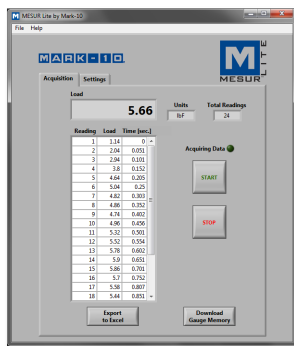 MESUR Lite by Mark-10
File Help
MARK-10
M
MESUR
LITE
Acquisition Settings
Load
5.66
Units Total Readings
lbF 24
Reading Load Time [sec.]
1 1.14 0
2 2.04 0.051
3 2.94 0.101
4 3.8 0.152
5 4.64 0.205
6 5.04 0.25
7 4.82 0.303
8 4.86 0.352
9 4.74 0.402
10 4.96 0.456
11 5.32 0.501
12 5.52 0.554
13 5.78 0.602
14 5.9 0.651
15 5.86 0.701
16 5.7 0.752
17 5.58 0.807
18 5.44 0.851
Acquiring Data
START
STOP
Export
to Excel
Download
Gauge Memory